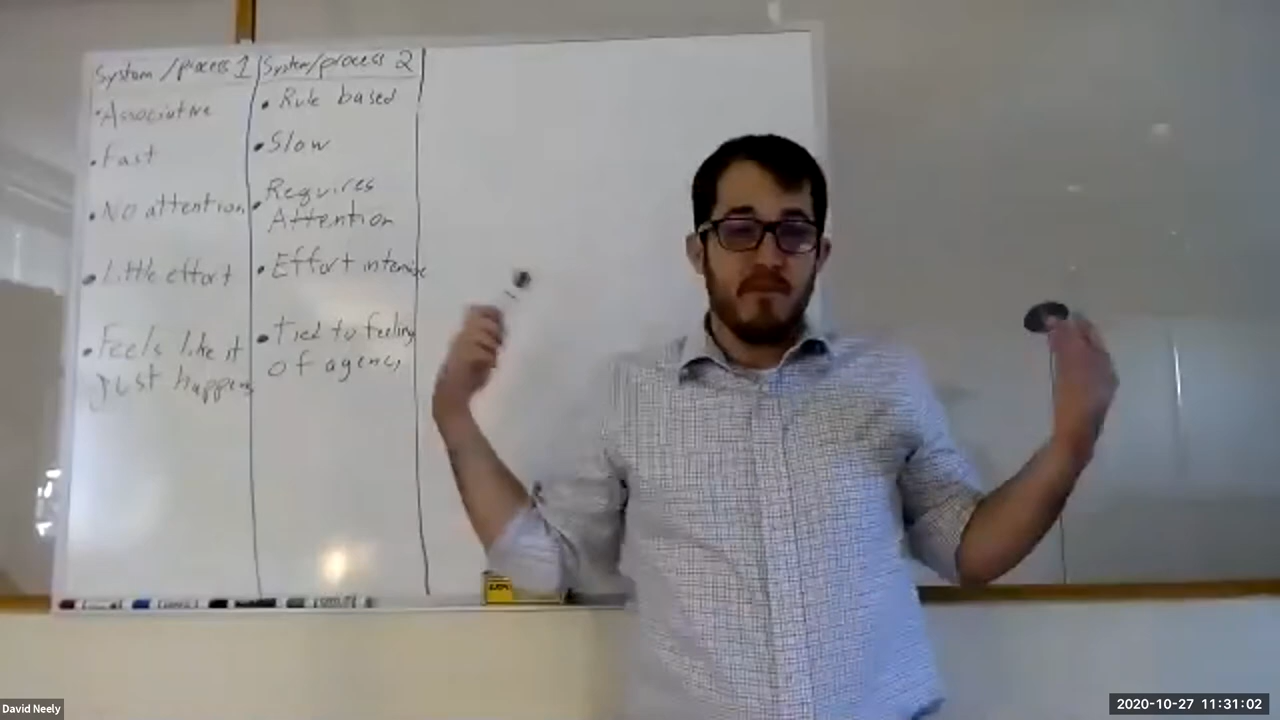 System/process 1
• Associative
• Fast
• No attention
• Little effort
• Feels like it
just happens
System/process 2
• Rule based
• Slow
• Requires
Attention
• Effort intensive
• Tied to feeling
of agency
David Neely
2020-10-27 11:31:02